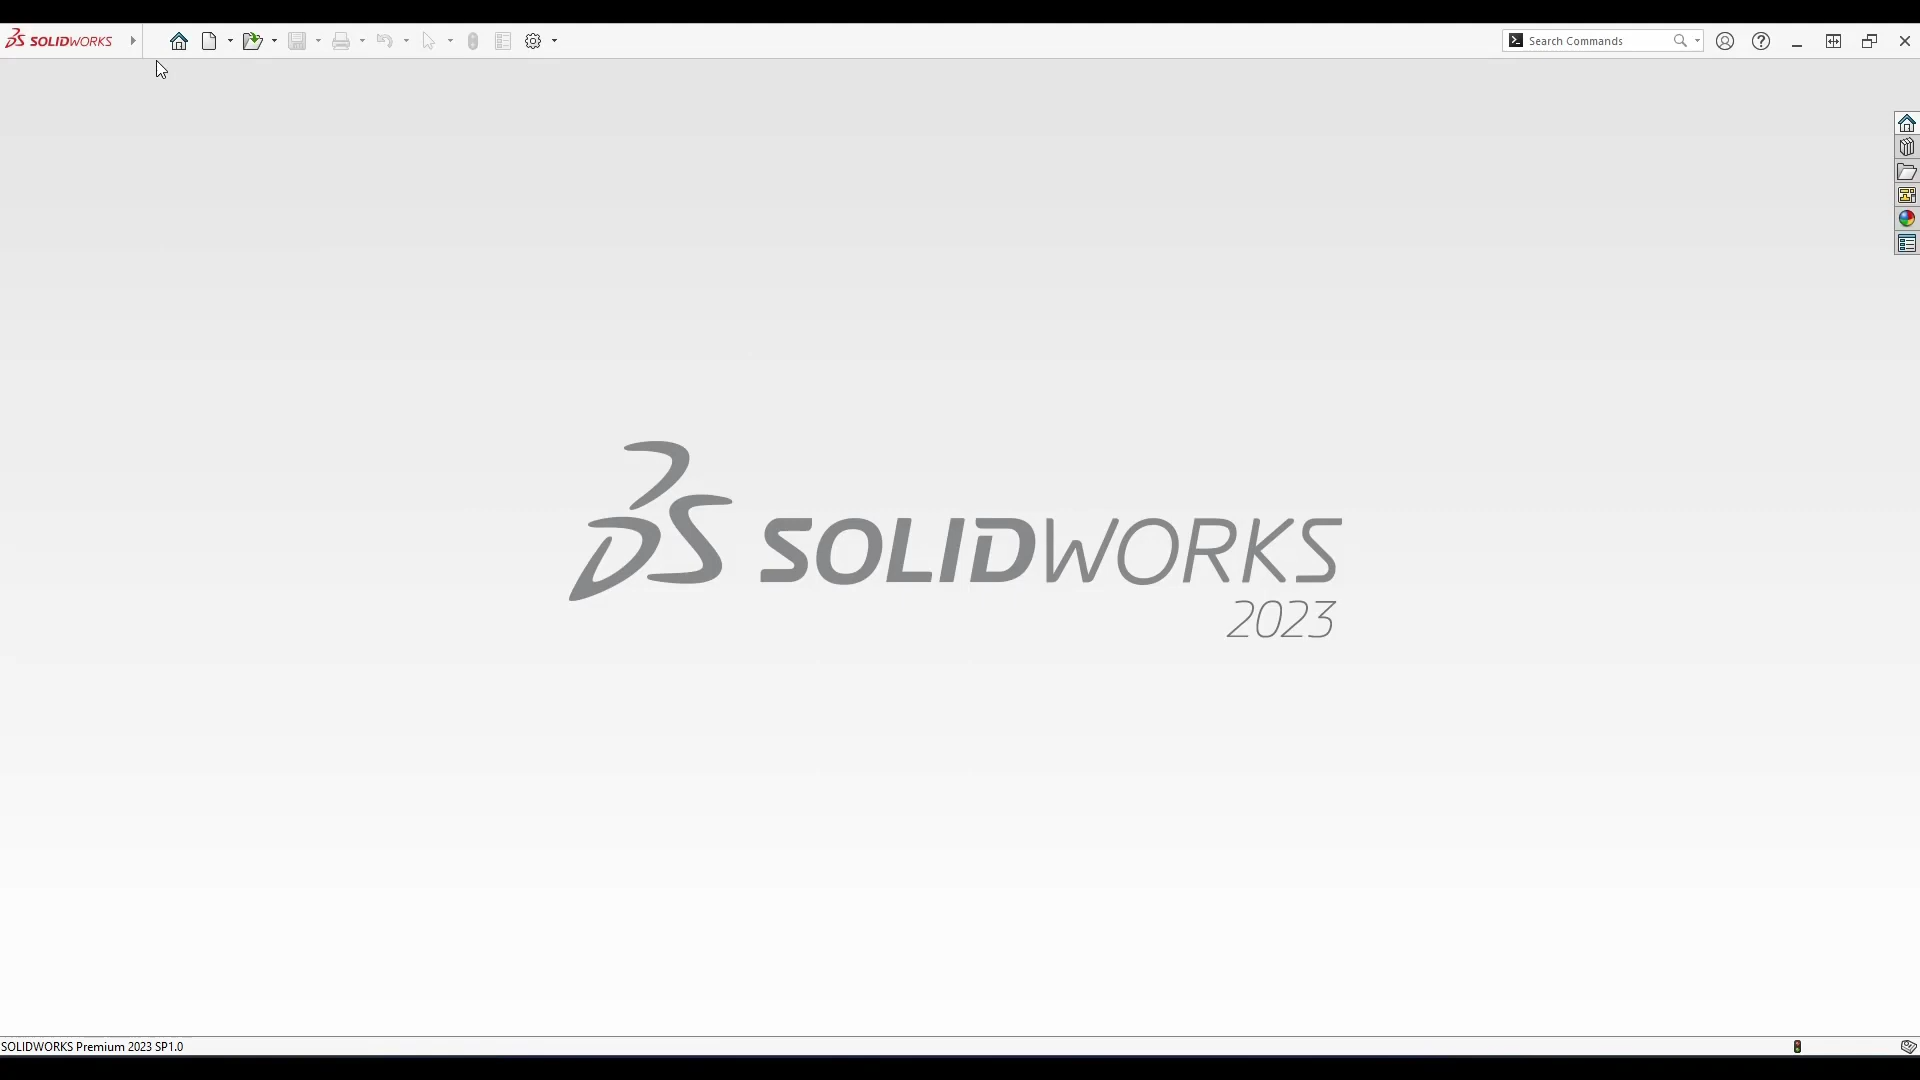 SOLIDWORKS
Search Commands
SOLIDWORKS
2023
SOLIDWORKS Premium 2023 SP1.0